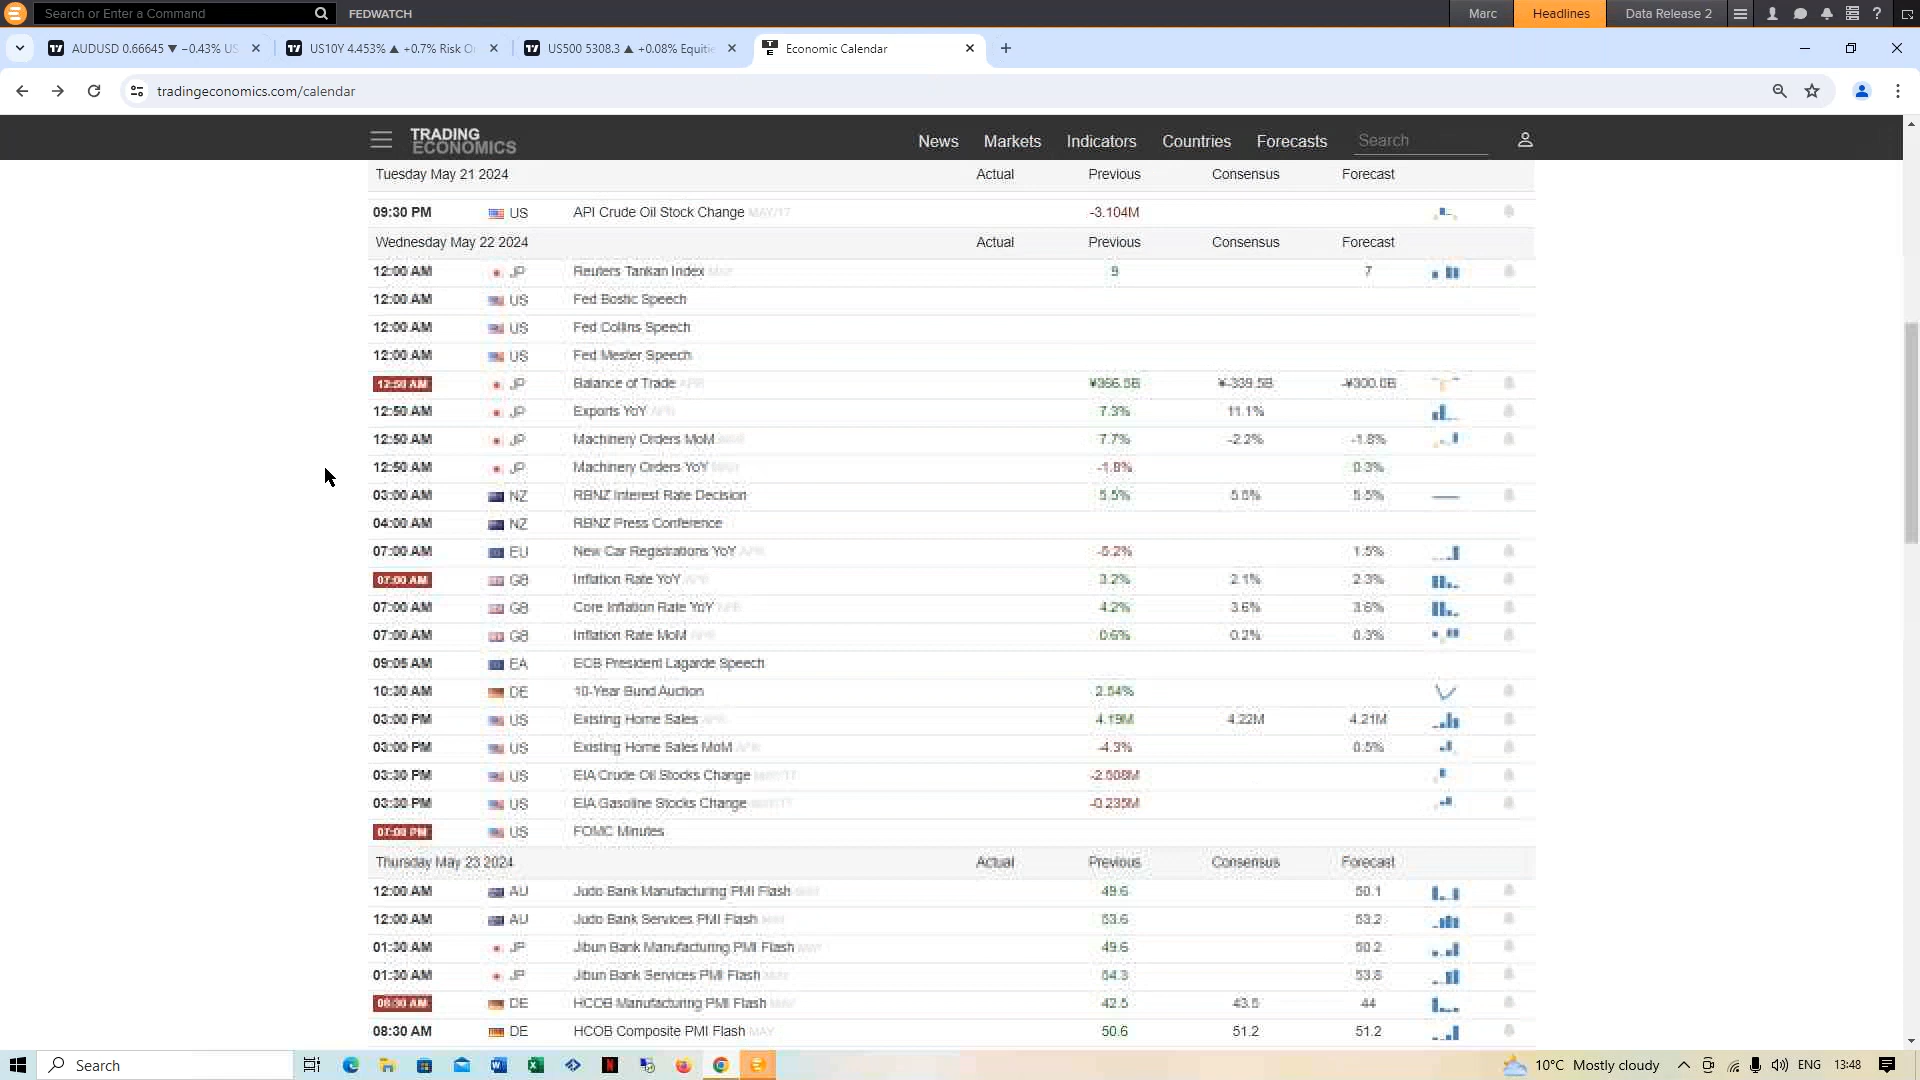 Search or Enter a Command FEDWATCH Marc Headlines Data Release 2
AUDUSD 0.66645 ▼ −0.43% US10Y 4.453% ▲ +0.7% Risk US500 5308.3 ▲ +0.08% Economic Calendar
tradingeconomics.com/calendar
TRADING ECONOMICS News Markets Indicators Countries Forecasts Search
Tuesday May 21 2024 Actual Previous Consensus Forecast
09:30 PM US API Crude Oil Stock Change MAY/17 -3.104M
Wednesday May 22 2024 Actual Previous Consensus Forecast
12:00 AM JP Reuters Tankan Index 9 7
12:00 AM US Fed Bostic Speech
12:00 AM US Fed Collins Speech
12:00 AM US Fed Mester Speech
12:50 AM JP Balance of Trade APR ¥366.5B ¥-339.5B -¥300.0B
12:50 AM JP Exports YoY APR 7.3% 11.1%
12:50 AM JP Machinery Orders MoM 7.7% -2.2% -1.8%
12:50 AM JP Machinery Orders YoY -1.8% 0.3%
03:00 AM NZ RBNZ Interest Rate Decision 5.5% 5.5% 5.5%
04:00 AM NZ RBNZ Press Conference
07:00 AM EU New Car Registrations YoY APR -5.2% 1.5%
07:00 AM GB Inflation Rate YoY APR 3.2% 2.1% 2.3%
07:00 AM GB Core Inflation Rate YoY APR 4.2% 3.6% 3.6%
07:00 AM GB Inflation Rate MoM APR 0.6% 0.2% 0.3%
09:05 AM EA ECB President Lagarde Speech
10:30 AM DE 10-Year Bund Auction 2.54%
03:00 PM US Existing Home Sales APR 4.19M 4.22M 4.21M
03:00 PM US Existing Home Sales MoM APR -4.3% 0.5%
03:30 PM US EIA Crude Oil Stocks Change MAY/17 -2.508M
03:30 PM US EIA Gasoline Stocks Change MAY/17 -0.235M
07:00 PM US FOMC Minutes
Thursday May 23 2024 Actual Previous Consensus Forecast
12:00 AM AU Judo Bank Manufacturing PMI Flash MAY 49.6 50.1
12:00 AM AU Judo Bank Services PMI Flash MAY 53.6 53.2
01:30 AM JP Jibun Bank Manufacturing PMI Flash MAY 49.6 50.2
01:30 AM JP Jibun Bank Services PMI Flash MAY 54.3 53.8
08:30 AM DE HCOB Manufacturing PMI Flash MAY 42.5 43.5 44
08:30 AM DE HCOB Composite PMI Flash MAY 50.6 51.2 51.2
Search 10°C Mostly cloudy ENG 13:48